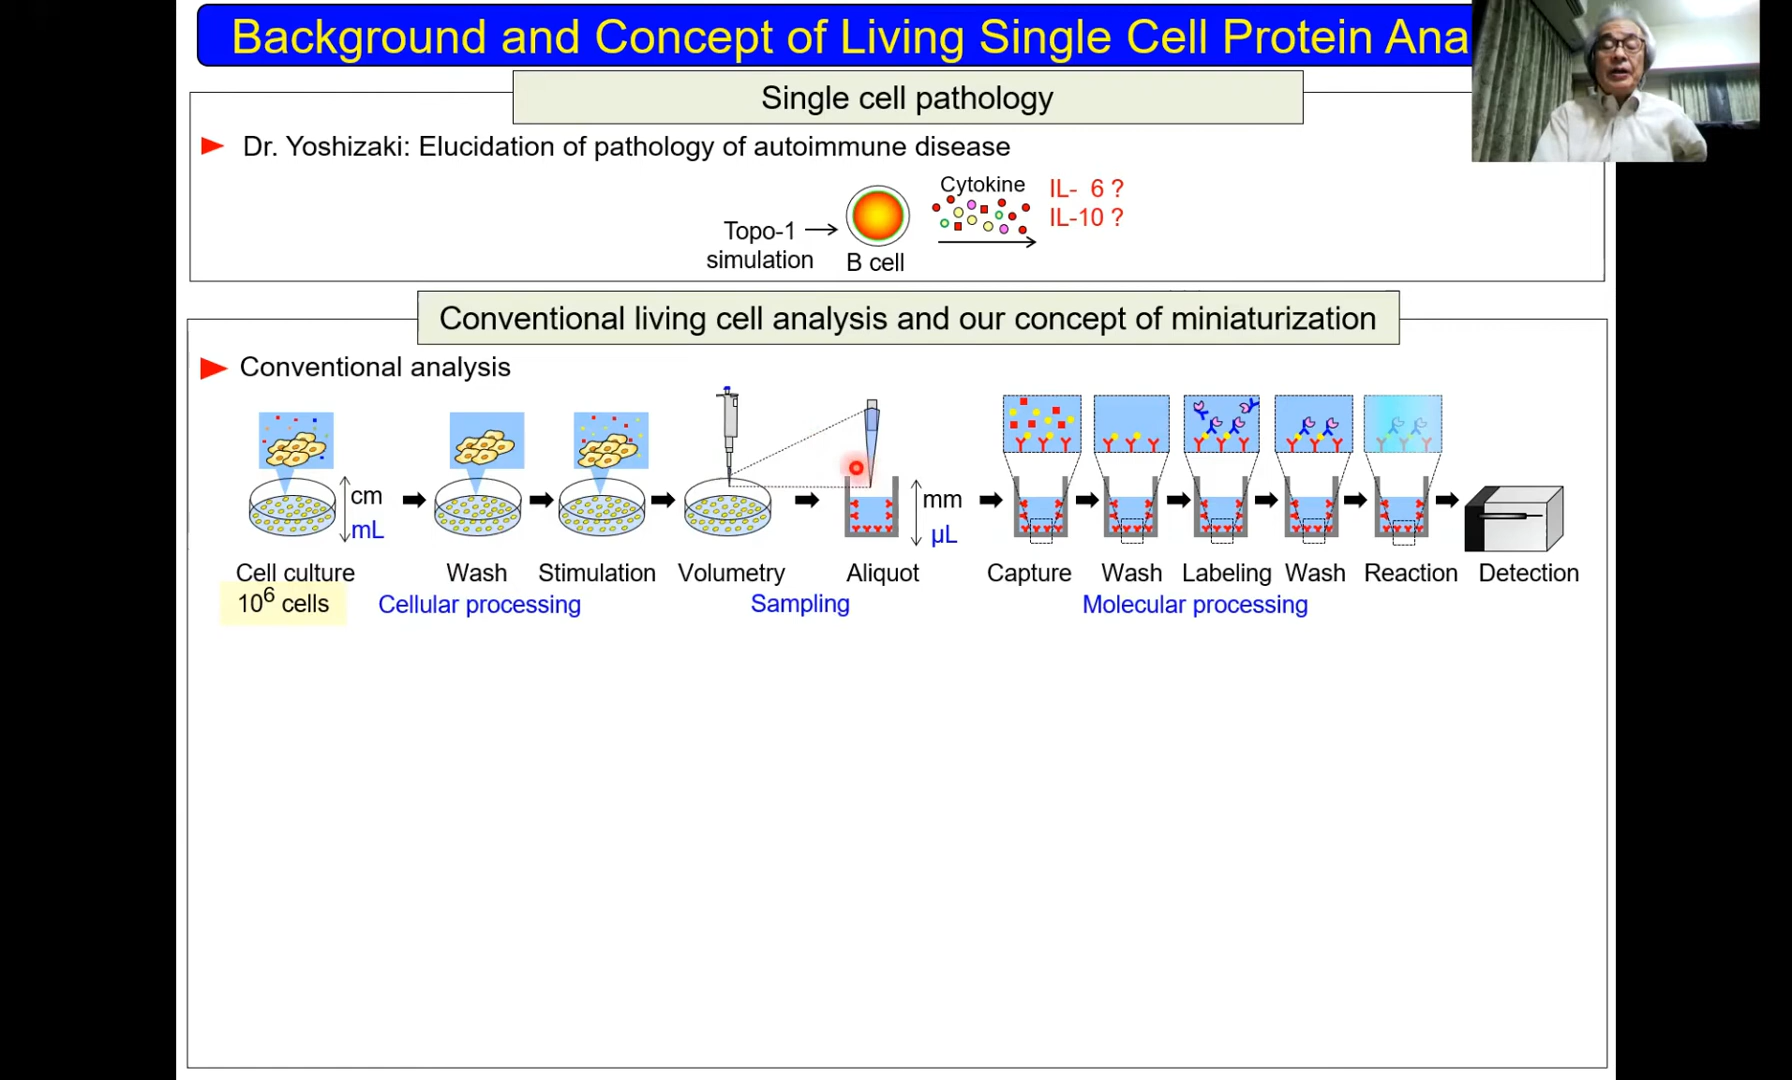 Background and Concept of Living Single Cell Protein Ana
Single cell pathology
Dr. Yoshizaki: Elucidation of pathology of autoimmune disease
Topo-1
simulation
B cell
Cytokine
IL- 6 ?
IL-10 ?
Conventional living cell analysis and our concept of miniaturization
Conventional analysis
cm
mL
mm
µL
Cell culture Wash Stimulation Volumetry Aliquot Capture Wash Labeling Wash Reaction Detection
10⁶ cells Cellular processing Sampling Molecular processing